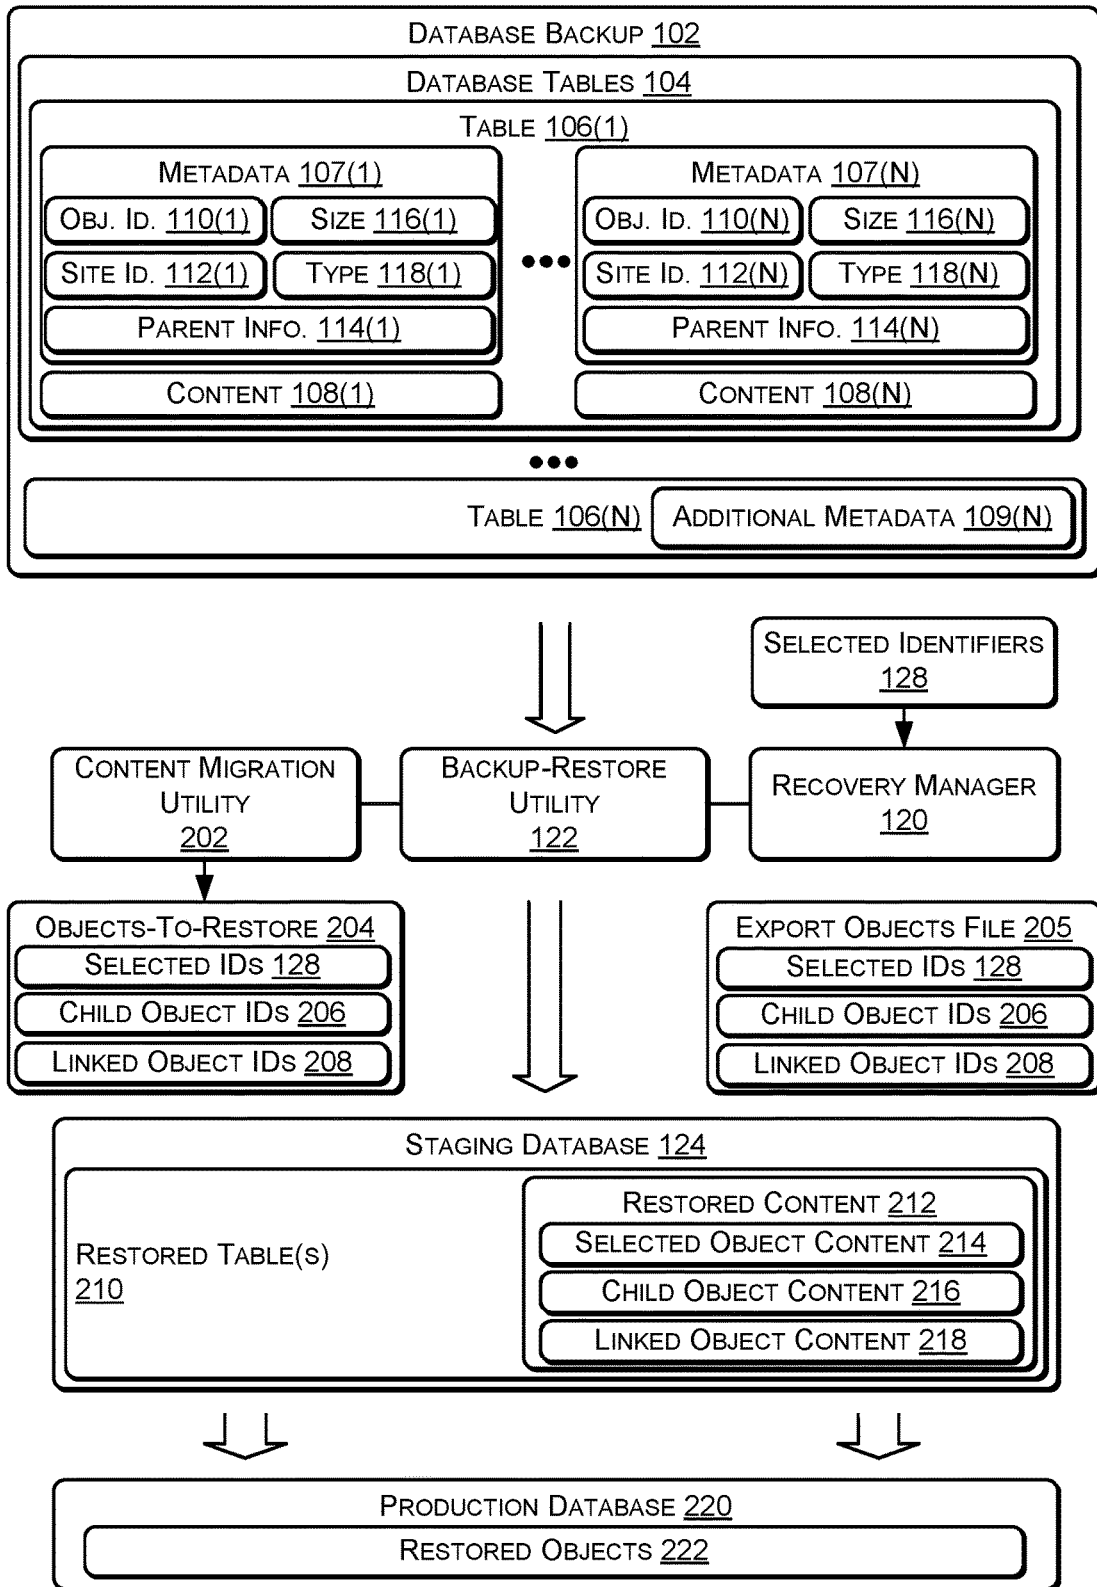 DATABASE BACKUP 102
DATABASE TABLES 104
TABLE 106(1)
METADATA 107(1)
METADATA 107(N)
OBJ. ID. 110(1)
SIZE 116(1)
OBJ. ID. 110(N)
SIZE 116(N)
SITE ID. 112(1)
TYPE 118(1)
SITE ID. 112(N)
TYPE 118(N)
PARENT INFO. 114(1)
PARENT INFO. 114(N)
CONTENT 108(1)
CONTENT 108(N)
TABLE 106(N)
ADDITIONAL METADATA 109(N)
SELECTED IDENTIFIERS
128
CONTENT MIGRATION
UTILITY
202
BACKUP-RESTORE
UTILITY
122
RECOVERY MANAGER
120
OBJECTS-TO-RESTORE 204
SELECTED IDS 128
CHILD OBJECT IDS 206
LINKED OBJECT IDS 208
EXPORT OBJECTS FILE 205
SELECTED IDS 128
CHILD OBJECT IDS 206
LINKED OBJECT IDS 208
STAGING DATABASE 124
RESTORED TABLE(S)
210
RESTORED CONTENT 212
SELECTED OBJECT CONTENT 214
CHILD OBJECT CONTENT 216
LINKED OBJECT CONTENT 218
PRODUCTION DATABASE 220
RESTORED OBJECTS 222